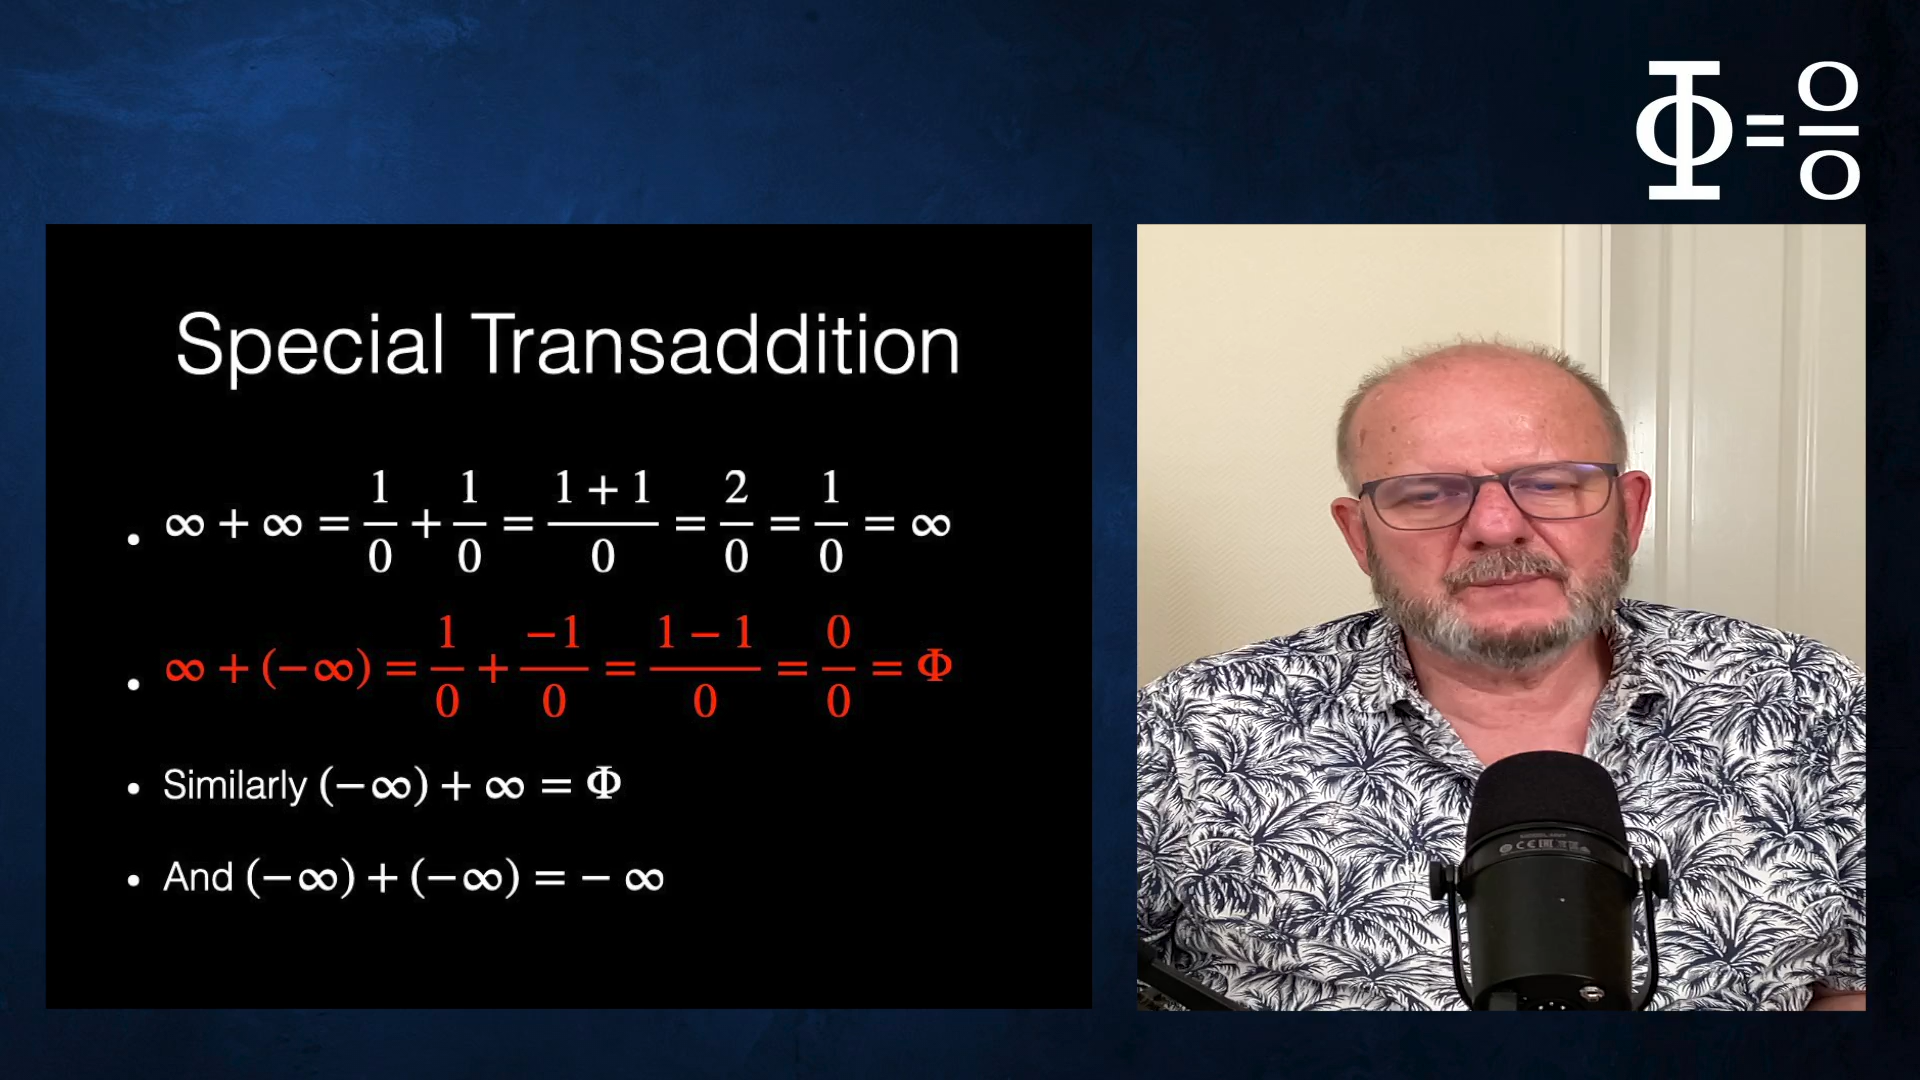 Φ = 0/0
Special Transaddition
• ∞ + ∞ = 1/0 + 1/0 = (1 + 1)/0 = 2/0 = 1/0 = ∞
• ∞ + (−∞) = 1/0 + −1/0 = (1 − 1)/0 = 0/0 = Φ
• Similarly (−∞) + ∞ = Φ
• And (−∞) + (−∞) = − ∞